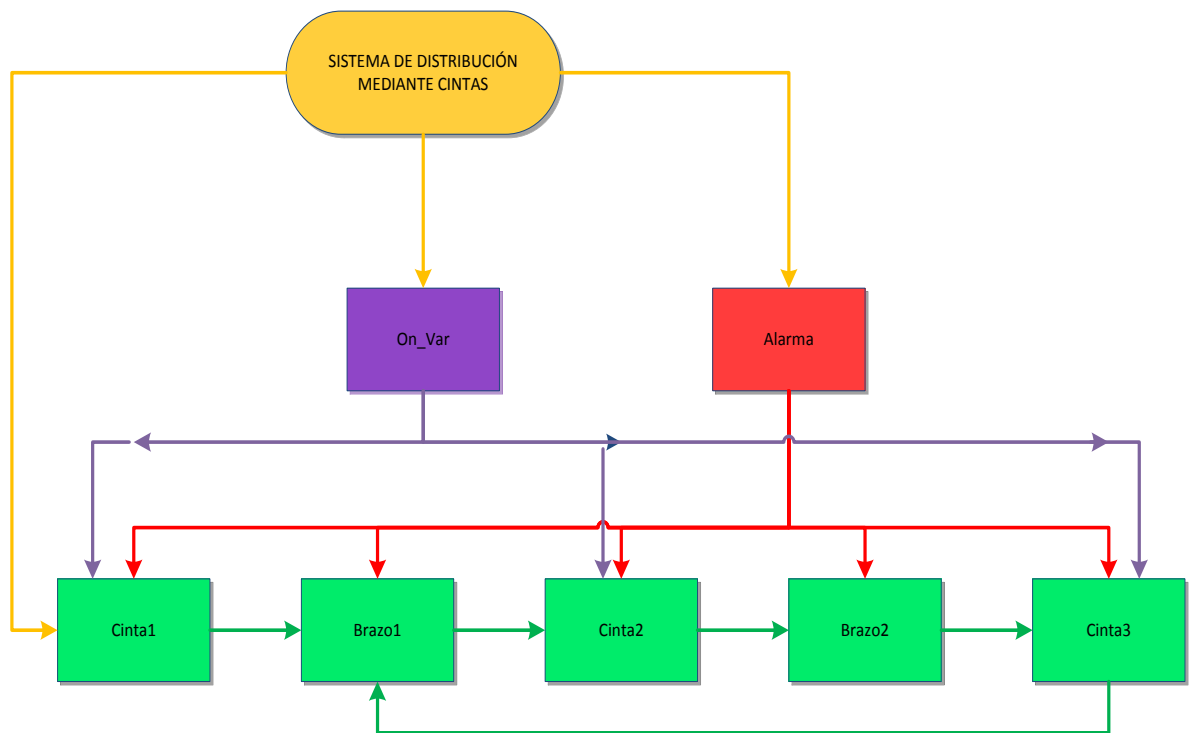 SISTEMA DE DISTRIBUCIÓN
MEDIANTE CINTAS
On_Var
Alarma
Cinta1
Brazo1
Cinta2
Brazo2
Cinta3